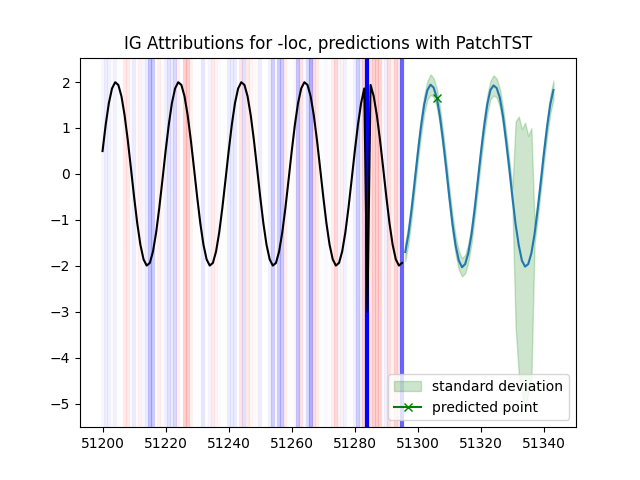 IG Attributions for -loc, predictions with PatchTST
2
1
0
−1
−2
−3
−4
−5
standard deviation
predicted point
51200 51220 51240 51260 51280 51300 51320 51340